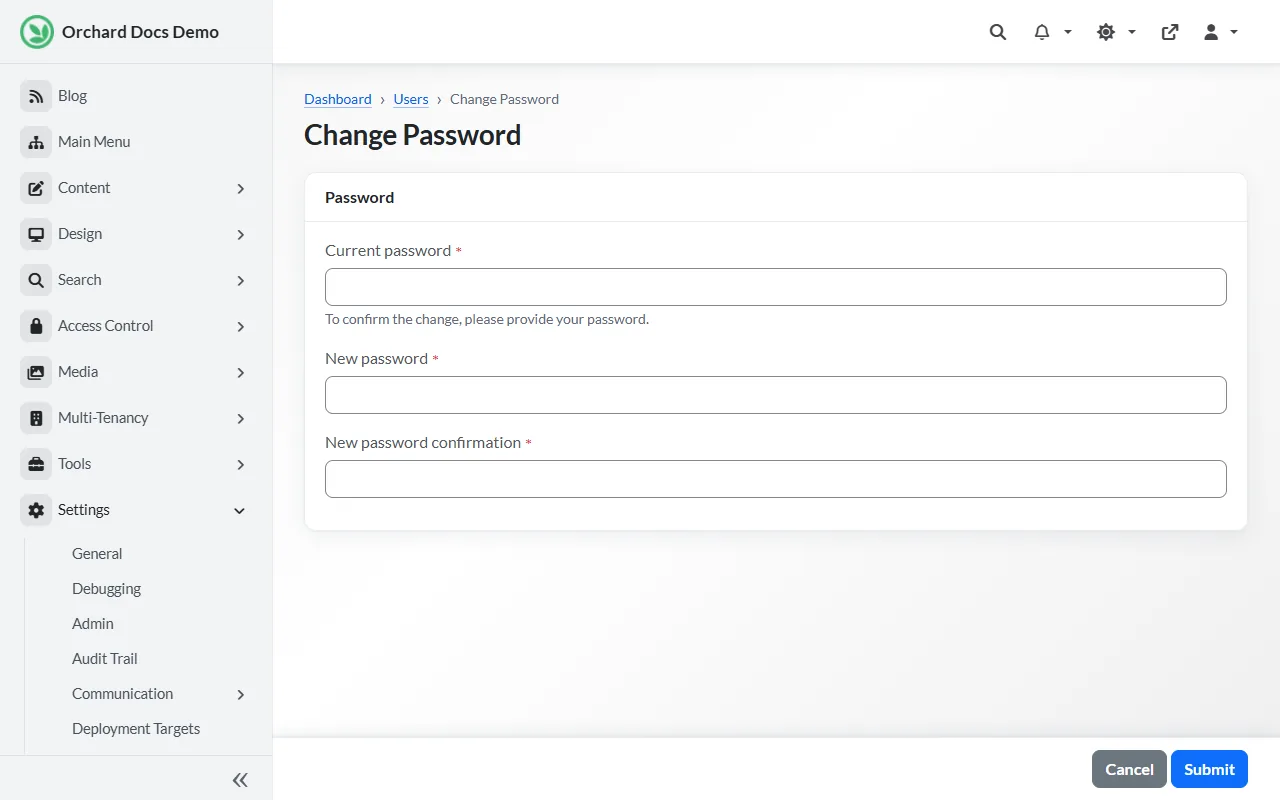 Orchard Docs Demo
Blog
Main Menu
Content
Design
Search
Access Control
Media
Multi-Tenancy
Tools
Settings
General
Debugging
Admin
Audit Trail
Communication
Deployment Targets
Dashboard › Users › Change Password
Change Password
Password
Current password *
To confirm the change, please provide your password.
New password *
New password confirmation *
Cancel Submit